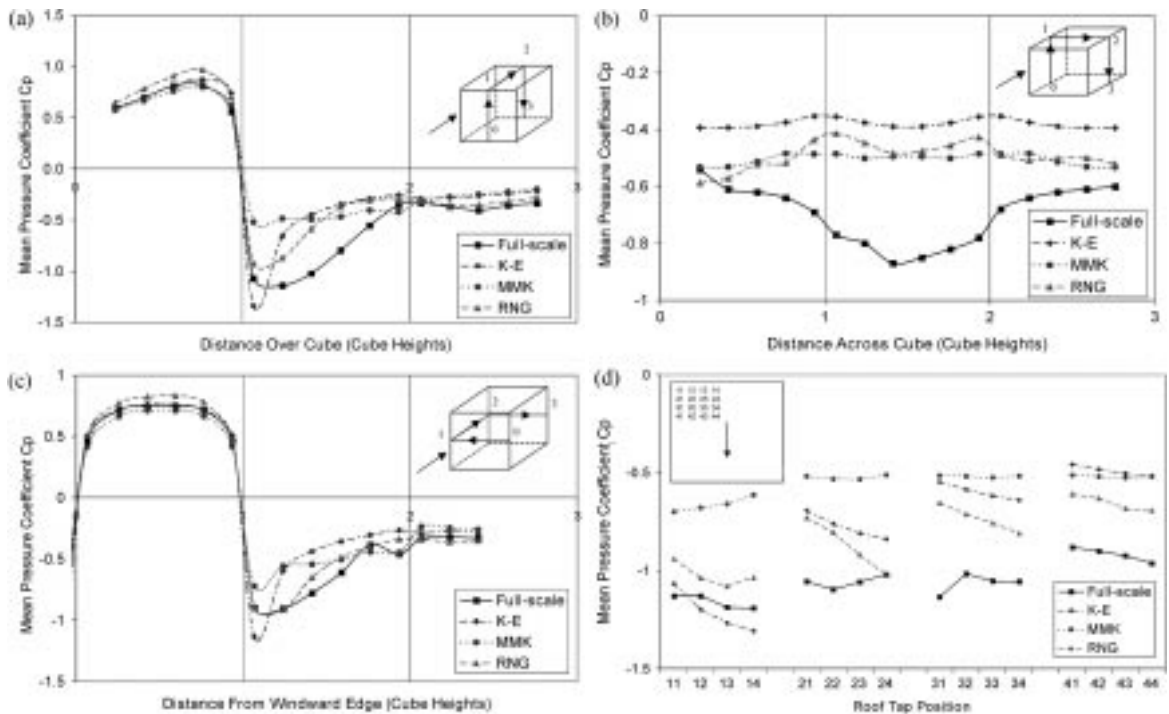 (a)
1.5
1.0
0.5
0.0
-0.5
-1.0
-1.5
0
2
3
Mean Pressure Coefficient Cp
Distance Over Cube (Cube Heights)
Full-scale
K-E
MMK
RNG
(b)
0
-0.2
-0.4
-0.6
-0.8
-1
0
1
2
3
Mean Pressure Coefficient Cp
Distance Across Cube (Cube Heights)
Full-scale
K-E
MMK
RNG
(c)
1
0.5
0
-0.5
-1
-1.5
2
3
Mean Pressure Coefficient Cp
Distance From Windward Edge (Cube Heights)
Full-scale
K-E
MMK
RNG
(d)
0
-0.5
-1
-1.5
11 12 13 14 21 22 23 24 31 32 33 34 41 42 43 44
Mean Pressure Coefficient Cp
Roof Tap Position
Full-scale
K-E
MMK
RNG